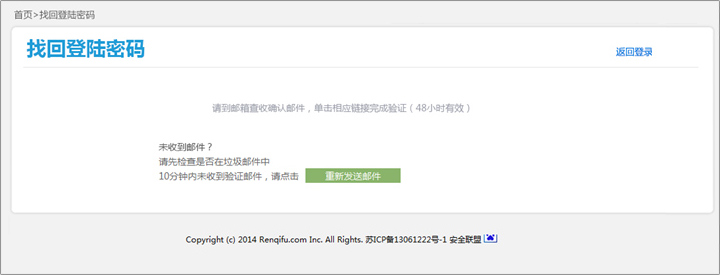 首页>找回登陆密码
找回登陆密码
返回登录
请到邮箱查收确认邮件，单击相应链接完成验证（48小时有效）
未收到邮件？
请先检查是否在垃圾邮件中
10分钟内未收到验证邮件，请点击 重新发送邮件
Copyright (c) 2014 Renqifu.com Inc. All Rights. 苏ICP备13061222号-1 安全联盟